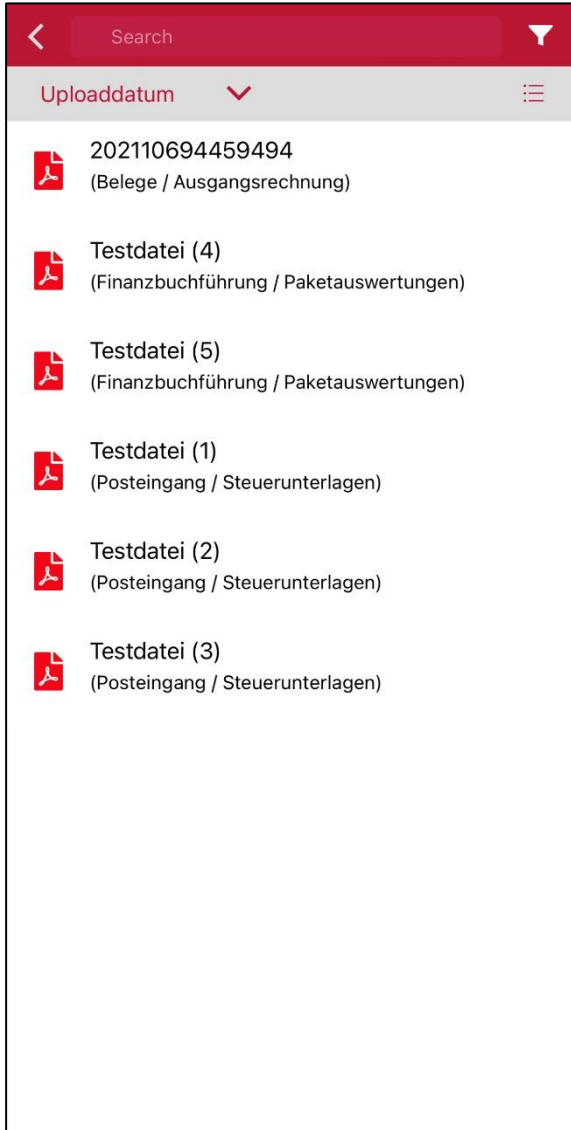 Search
Uploaddatum
202110694459494
(Belege / Ausgangsrechnung)
Testdatei (4)
(Finanzbuchführung / Paketauswertungen)
Testdatei (5)
(Finanzbuchführung / Paketauswertungen)
Testdatei (1)
(Posteingang / Steuerunterlagen)
Testdatei (2)
(Posteingang / Steuerunterlagen)
Testdatei (3)
(Posteingang / Steuerunterlagen)